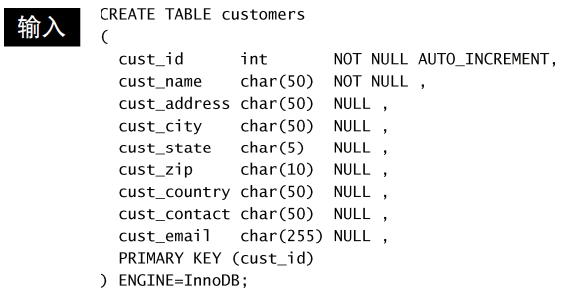 输入
CREATE TABLE customers
(
  cust_id      int       NOT NULL AUTO_INCREMENT,
  cust_name    char(50)  NOT NULL ,
  cust_address char(50)  NULL ,
  cust_city    char(50)  NULL ,
  cust_state   char(5)   NULL ,
  cust_zip     char(10)  NULL ,
  cust_country char(50)  NULL ,
  cust_contact char(50)  NULL ,
  cust_email   char(255) NULL ,
  PRIMARY KEY (cust_id)
) ENGINE=InnoDB;